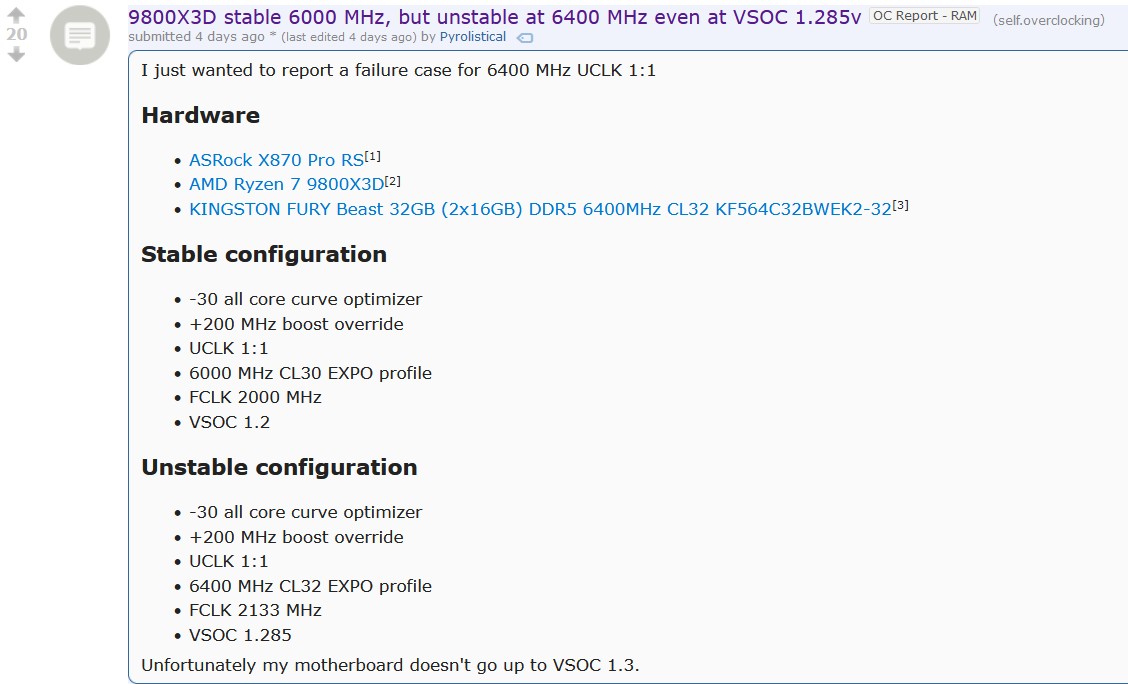 9800X3D stable 6000 MHz, but unstable at 6400 MHz even at VSOC 1.285v OC Report - RAM (self.overclocking)
20
submitted 4 days ago * (last edited 4 days ago) by Pyrolistical
I just wanted to report a failure case for 6400 MHz UCLK 1:1
Hardware
• ASRock X870 Pro RS[1]
• AMD Ryzen 7 9800X3D[2]
• KINGSTON FURY Beast 32GB (2x16GB) DDR5 6400MHz CL32 KF564C32BWEK2-32[3]
Stable configuration
• -30 all core curve optimizer
• +200 MHz boost override
• UCLK 1:1
• 6000 MHz CL30 EXPO profile
• FCLK 2000 MHz
• VSOC 1.2
Unstable configuration
• -30 all core curve optimizer
• +200 MHz boost override
• UCLK 1:1
• 6400 MHz CL32 EXPO profile
• FCLK 2133 MHz
• VSOC 1.285
Unfortunately my motherboard doesn't go up to VSOC 1.3.